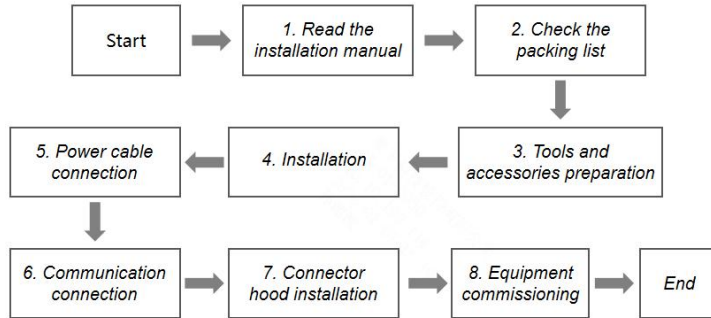 Start
1. Read the
installation manual
2. Check the
packing list
3. Tools and
accessories preparation
4. Installation
5. Power cable
connection
6. Communication
connection
7. Connector
hood installation
8. Equipment
commissioning
End